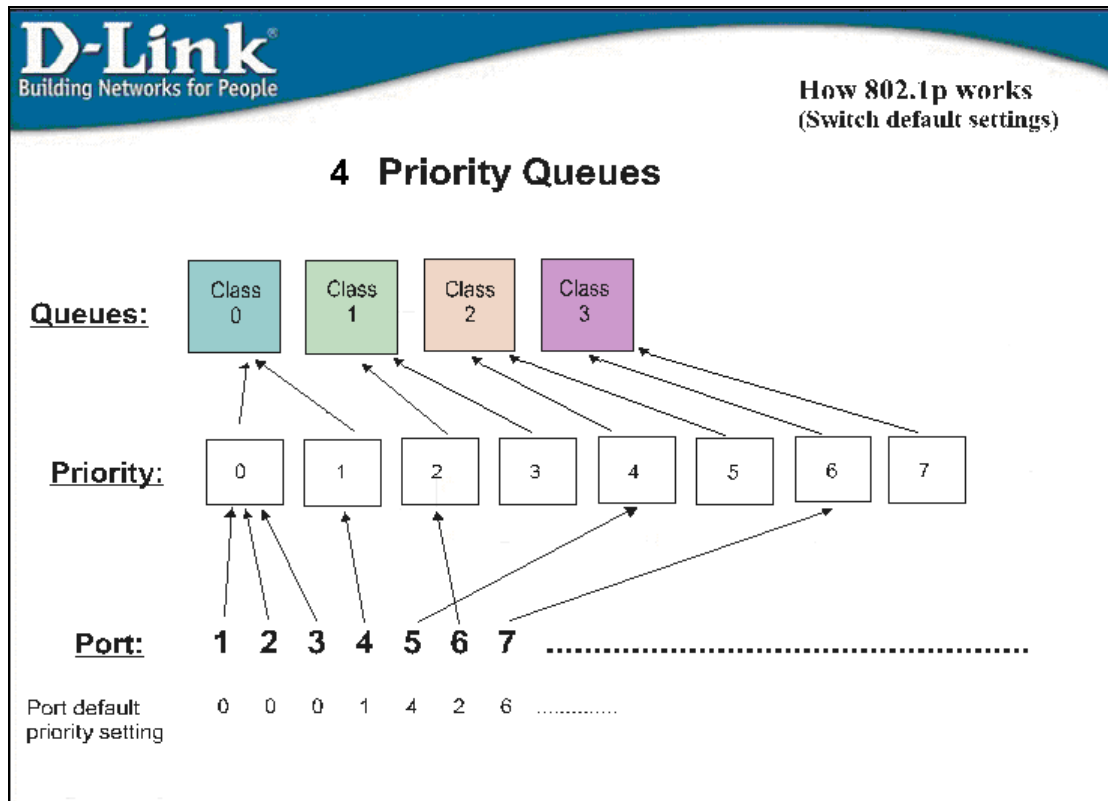 D-Link®
Building Networks for People
How 802.1p works
(Switch default settings)
4 Priority Queues
Queues:
Class 0
Class 1
Class 2
Class 3
Priority:
0 1 2 3 4 5 6 7
Port: 1 2 3 4 5 6 7 ................................................
Port default priority setting
0 0 0 1 4 2 6 .............